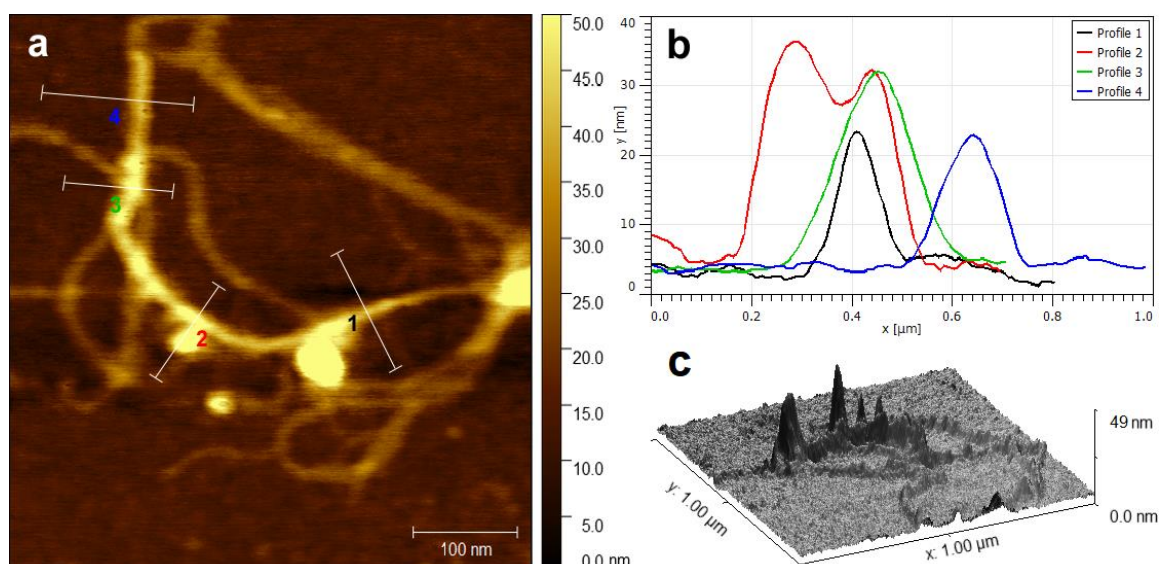 a
4
3
2
1
100 nm
50.0
45.0
40.0
35.0
30.0
25.0
20.0
15.0
10.0
5.0
0.0 nm
b
y [nm]
40
30
20
10
0
0.0 0.2 0.4 0.6 0.8 1.0
x [µm]
Profile 1
Profile 2
Profile 3
Profile 4
c
49 nm
0.0 nm
y: 1.00 µm
x: 1.00 µm